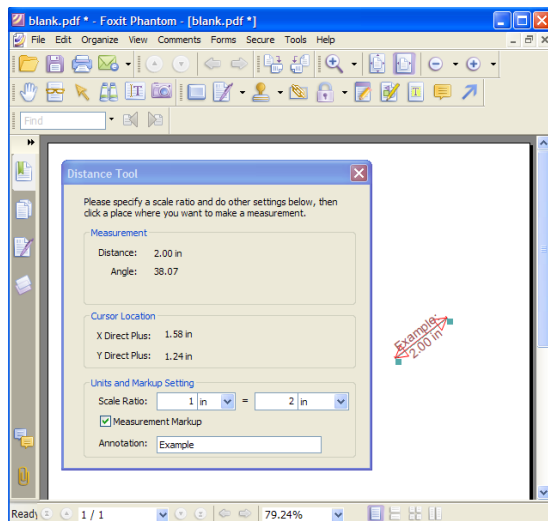 blank.pdf * - Foxit Phantom - [blank.pdf *]
File Edit Organize View Comments Forms Secure Tools Help
Find
Distance Tool
Please specify a scale ratio and do other settings below, then
click a place where you want to make a measurement.
Measurement
Distance: 2.00 in
Angle: 38.07
Cursor Location
X Direct Plus: 1.58 in
Y Direct Plus: 1.24 in
Units and Markup Setting
Scale Ratio: 1 in = 2 in
Measurement Markup
Annotation: Example
Example:
2.00 in
Ready 1 / 1 79.24%